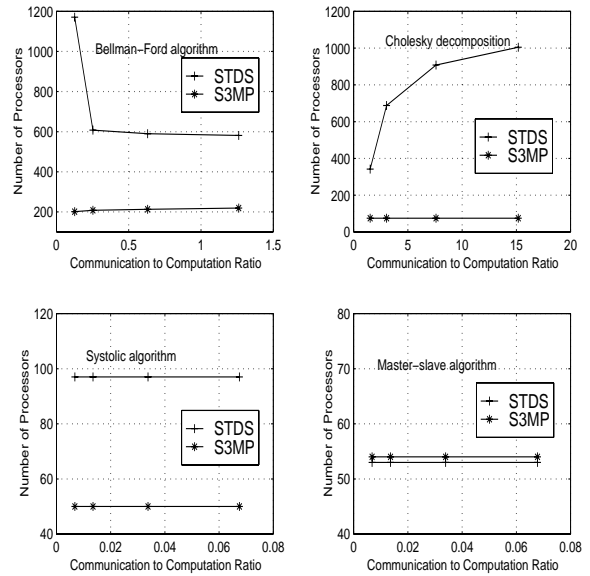 1200
1000
800
600
400
200
Number of Processors
Bellman-Ford algorithm
STDS
S3MP
0 0.5 1 1.5
Communication to Computation Ratio
1200
1000
800
600
400
200
0
Number of Processors
Cholesky decomposition
STDS
S3MP
0 5 10 15 20
Communication to Computation Ratio
120
100
80
60
40
Number of Processors
Systolic algorithm
STDS
S3MP
0 0.02 0.04 0.06 0.08
Communication to Computation Ratio
80
70
60
50
40
Number of Processors
Master-slave algorithm
STDS
S3MP
0 0.02 0.04 0.06 0.08
Communication to Computation Ratio